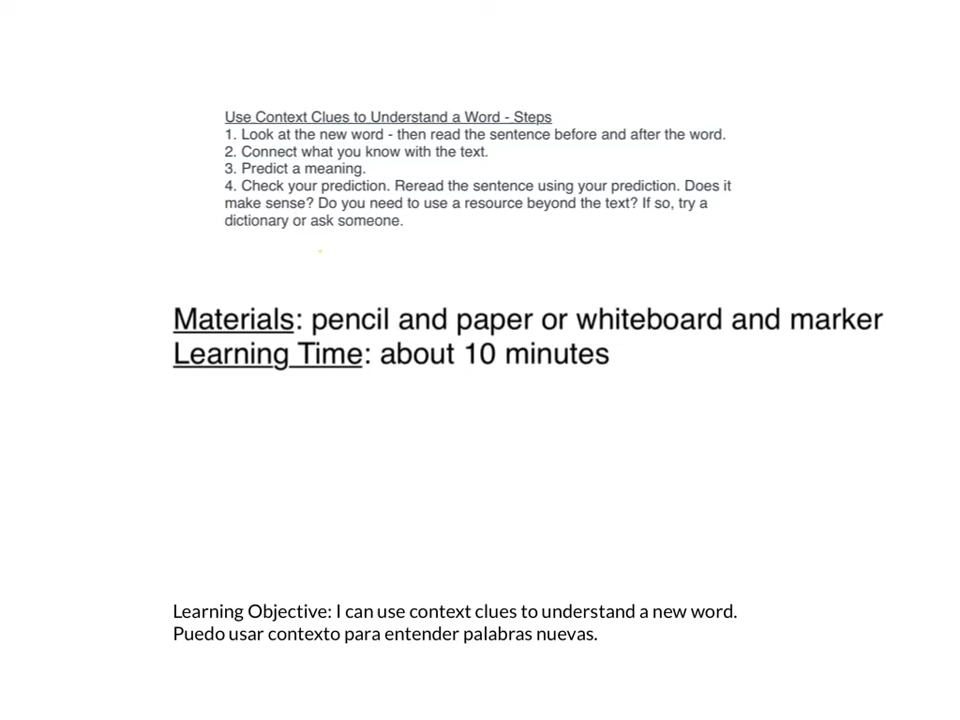 Use Context Clues to Understand a Word - Steps
1. Look at the new word - then read the sentence before and after the word.
2. Connect what you know with the text.
3. Predict a meaning.
4. Check your prediction. Reread the sentence using your prediction. Does it
make sense? Do you need to use a resource beyond the text? If so, try a
dictionary or ask someone.
Materials: pencil and paper or whiteboard and marker
Learning Time: about 10 minutes
Learning Objective: I can use context clues to understand a new word.
Puedo usar contexto para entender palabras nuevas.